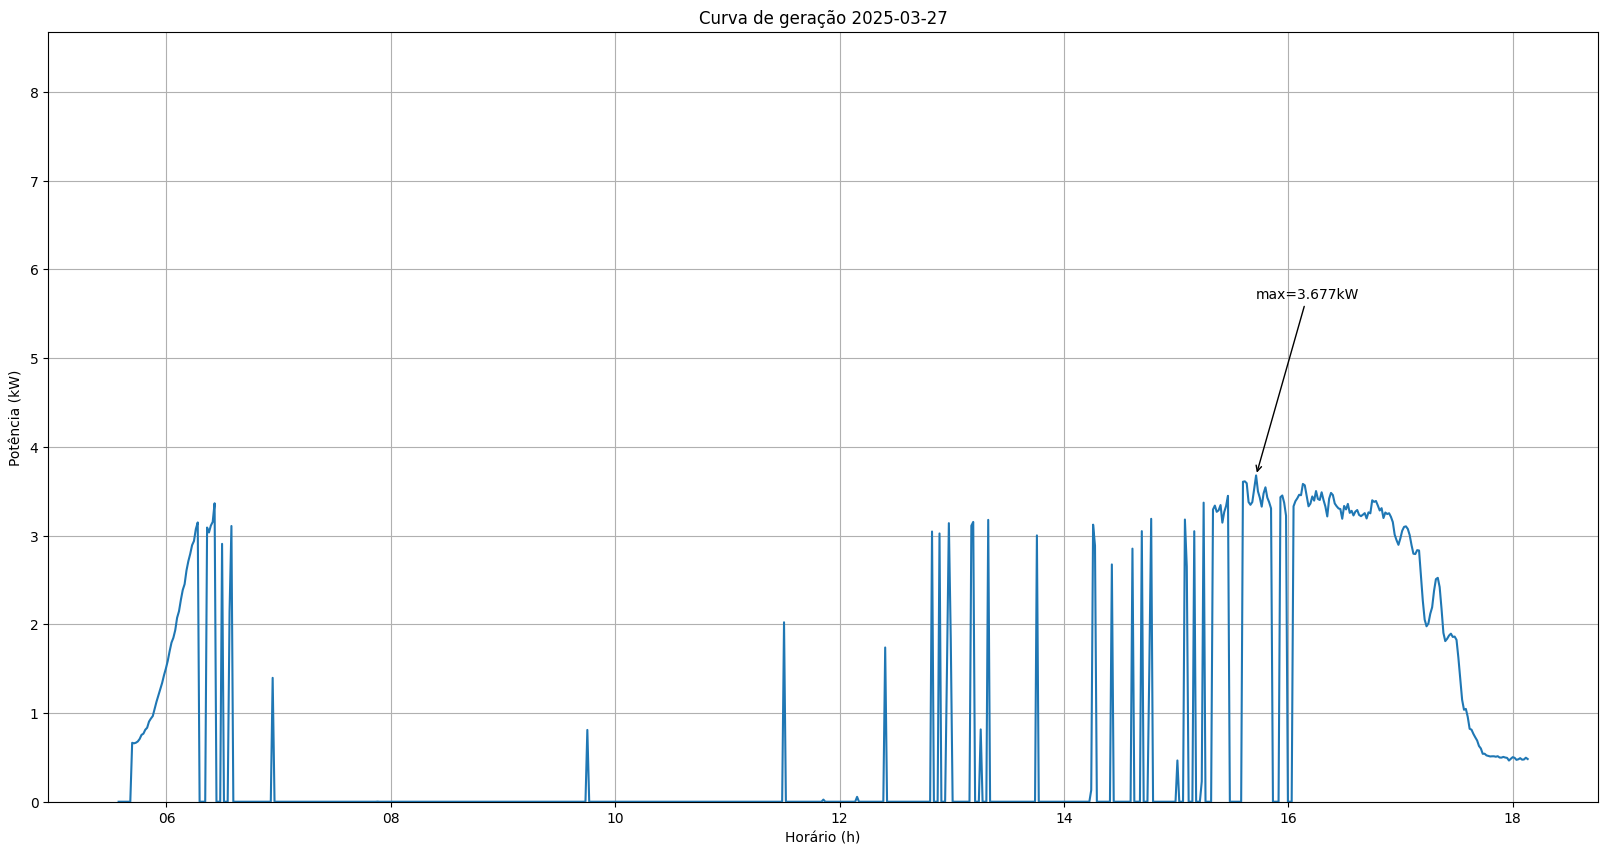 Curva de geração 2025-03-27
8
7
6
5
4
3
2
1
0
Potência (kW)
max=3.677kW
06 08 10 12 14 16 18
Horário (h)